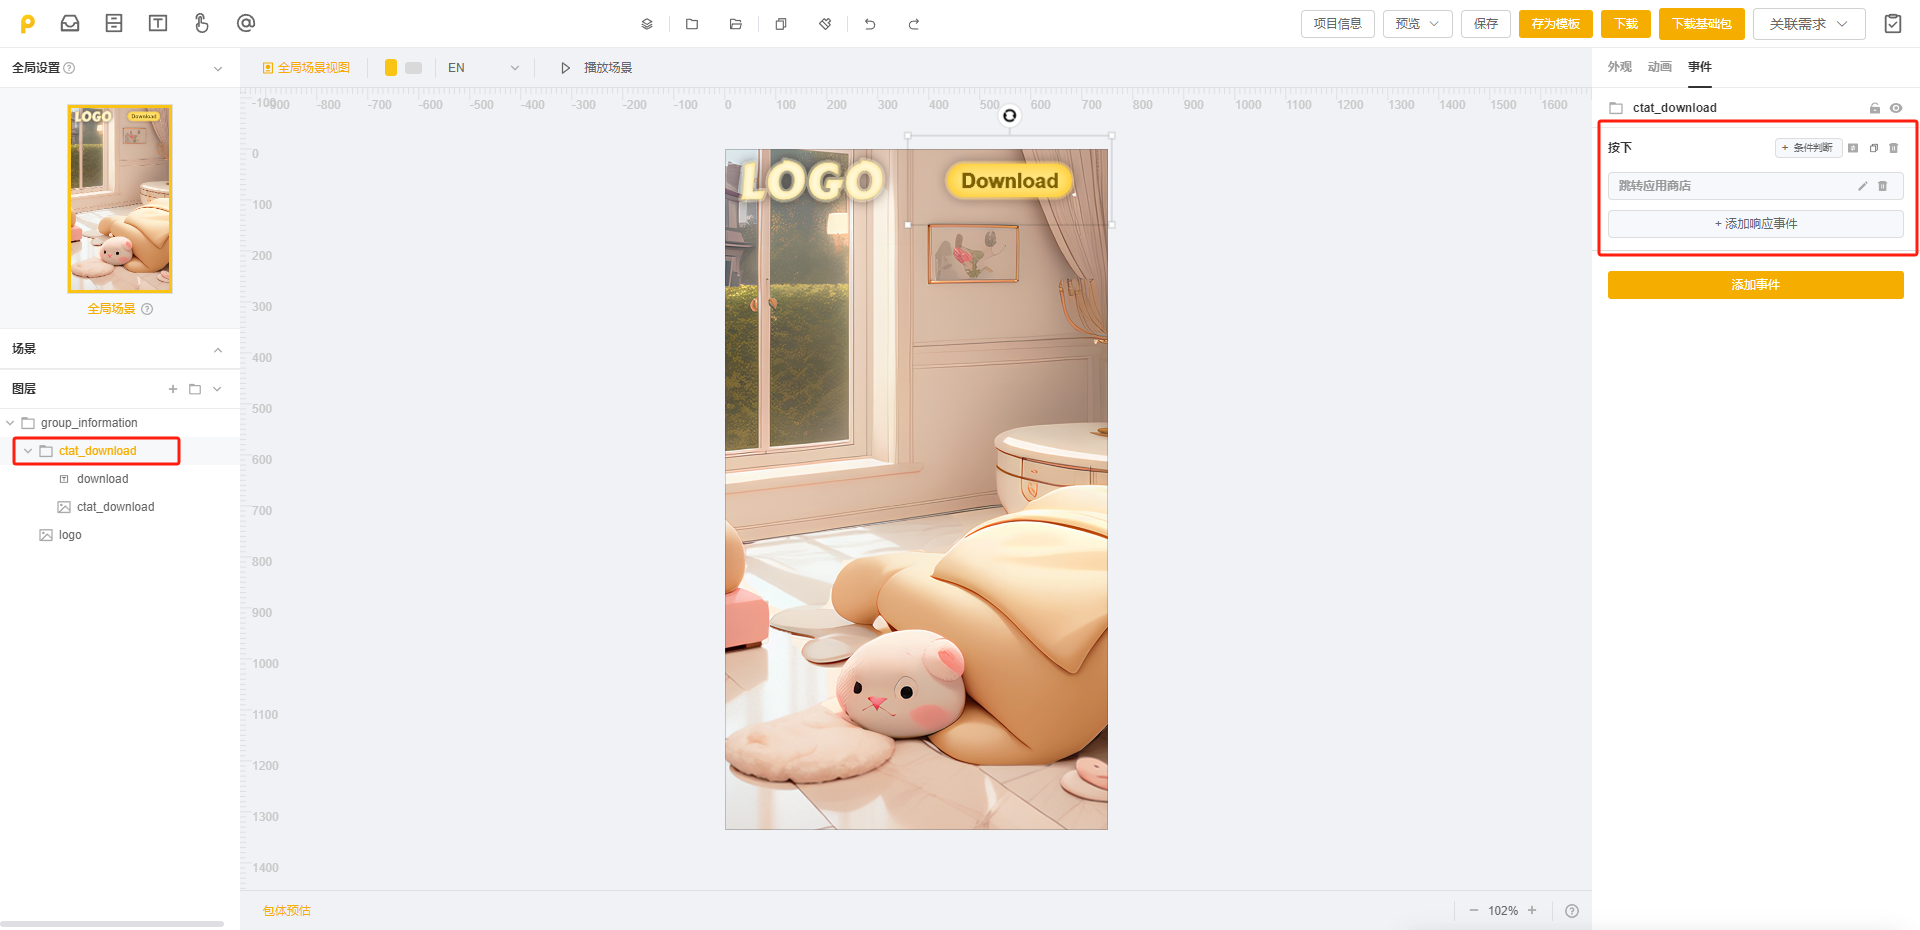 项目信息
预览
保存
存为模板
下载
下载基础包
关联需求
全局设置
全局场景视图
EN
播放场景
外观
动画
事件
-900
-800
-700
-600
-500
-400
-300
-200
-100
0
100
200
300
400
500
600
700
800
900
1000
1100
1200
1300
1400
1500
1600
-100
0
100
200
300
400
500
600
700
800
900
1000
1100
1200
1300
1400
LOGO
Download
LOGO
Download
全局场景
场景
图层
group_information
ctat_download
download
ctat_download
logo
ctat_download
按下
+ 条件判断
跳转应用商店
+ 添加响应事件
添加事件
包体预估
102%